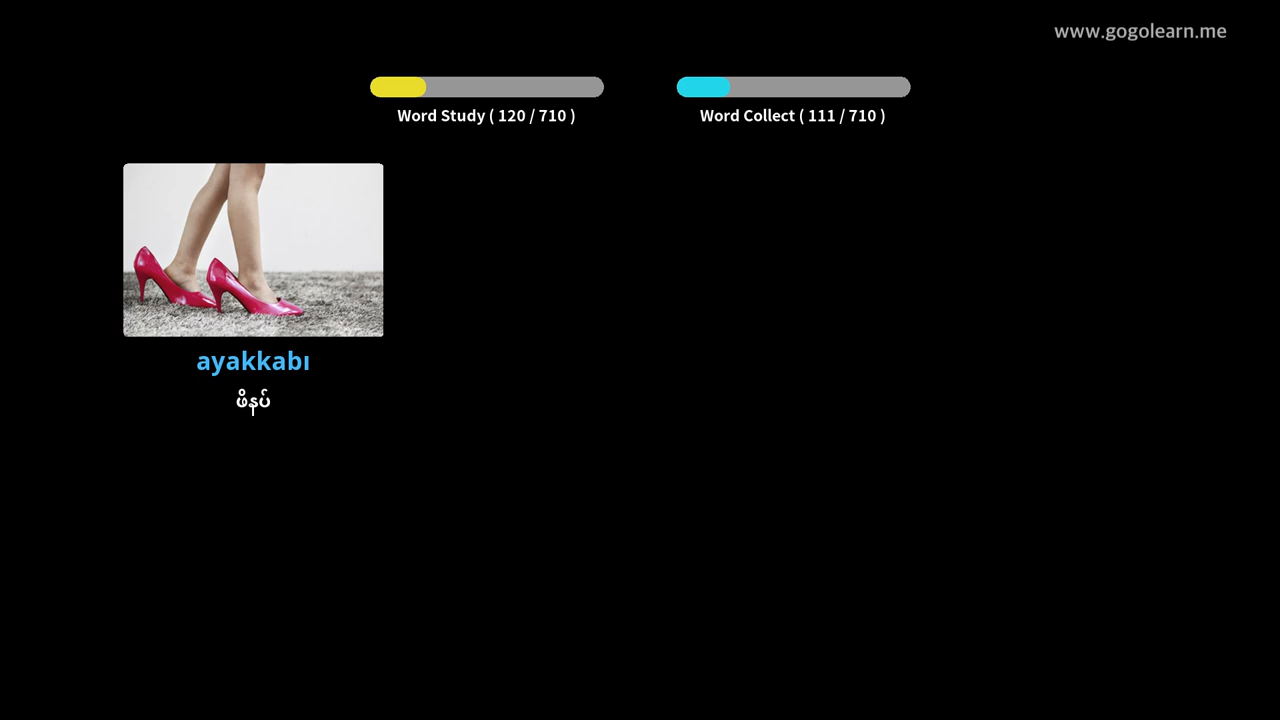 www.gogolearn.me
Word Study ( 120 / 710 )
Word Collect ( 111 / 710 )
ayakkabı
ဖိနပ်